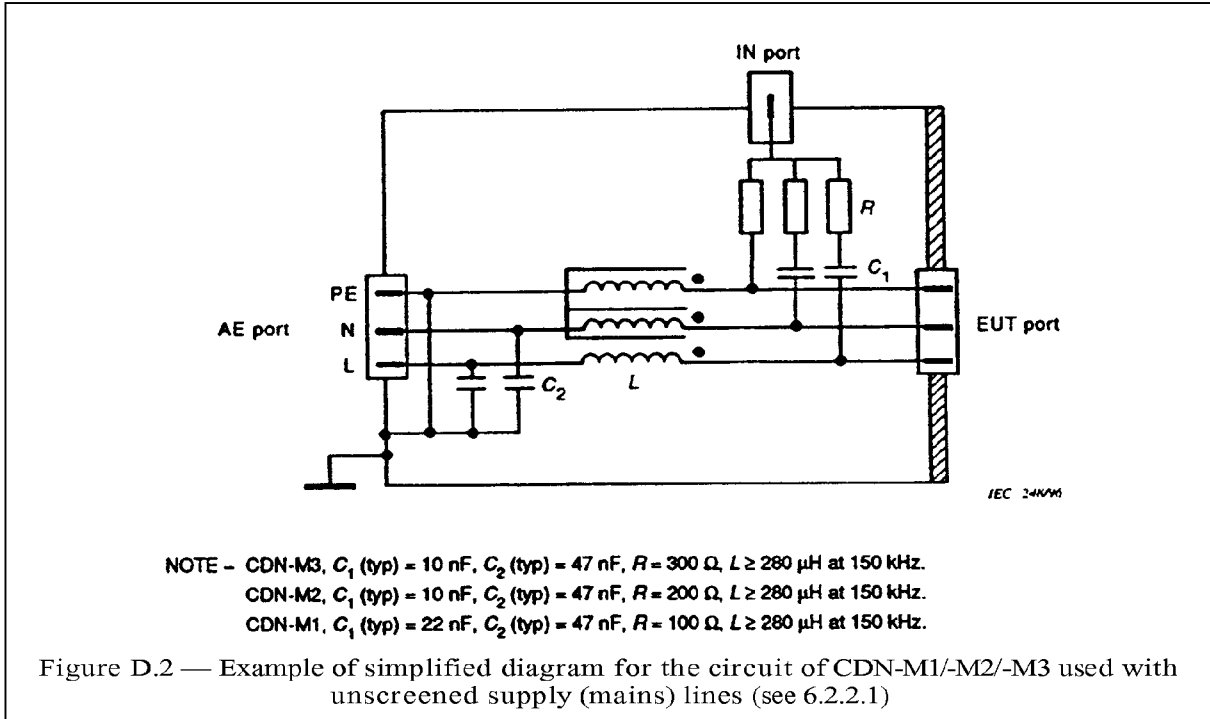 IN port
R
C1
PE
AE port
N
EUT port
L
C2
L
NOTE – CDN-M3, C1 (typ) = 10 nF, C2 (typ) = 47 nF, R = 300 Ω, L ≥ 280 μH at 150 kHz.
CDN-M2, C1 (typ) = 10 nF, C2 (typ) = 47 nF, R = 200 Ω, L ≥ 280 μH at 150 kHz.
CDN-M1, C1 (typ) = 22 nF, C2 (typ) = 47 nF, R = 100 Ω, L ≥ 280 μH at 150 kHz.
Figure D.2 — Example of simplified diagram for the circuit of CDN-M1/-M2/-M3 used with
unscreened supply (mains) lines (see 6.2.2.1)
IEC